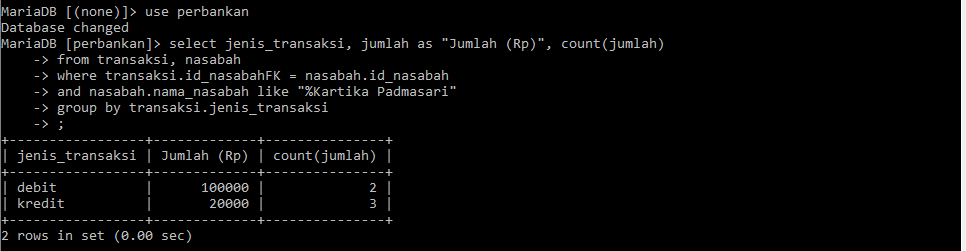 MariaDB [(none)]> use perbankan
Database changed
MariaDB [perbankan]> select jenis_transaksi, jumlah as "Jumlah (Rp)", count(jumlah)
    -> from transaksi, nasabah
    -> where transaksi.id_nasabahFK = nasabah.id_nasabah
    -> and nasabah.nama_nasabah like "%Kartika Padmasari"
    -> group by transaksi.jenis_transaksi
    -> ;
+-----------------+-------------+---------------+
| jenis_transaksi | Jumlah (Rp) | count(jumlah) |
+-----------------+-------------+---------------+
| debit           |      100000 |             2 |
| kredit          |       20000 |             3 |
+-----------------+-------------+---------------+
2 rows in set (0.00 sec)